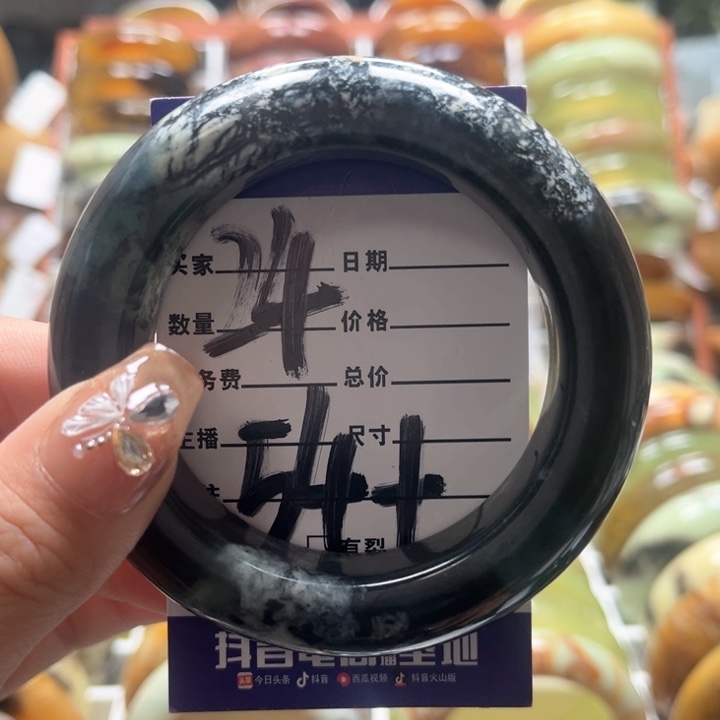 24
买家 日期
数量 价格
务费 总价
主播 尺寸
54+
注
有裂
抖音电商直播基地
今日头条 抖音 西瓜视频 抖音火山版